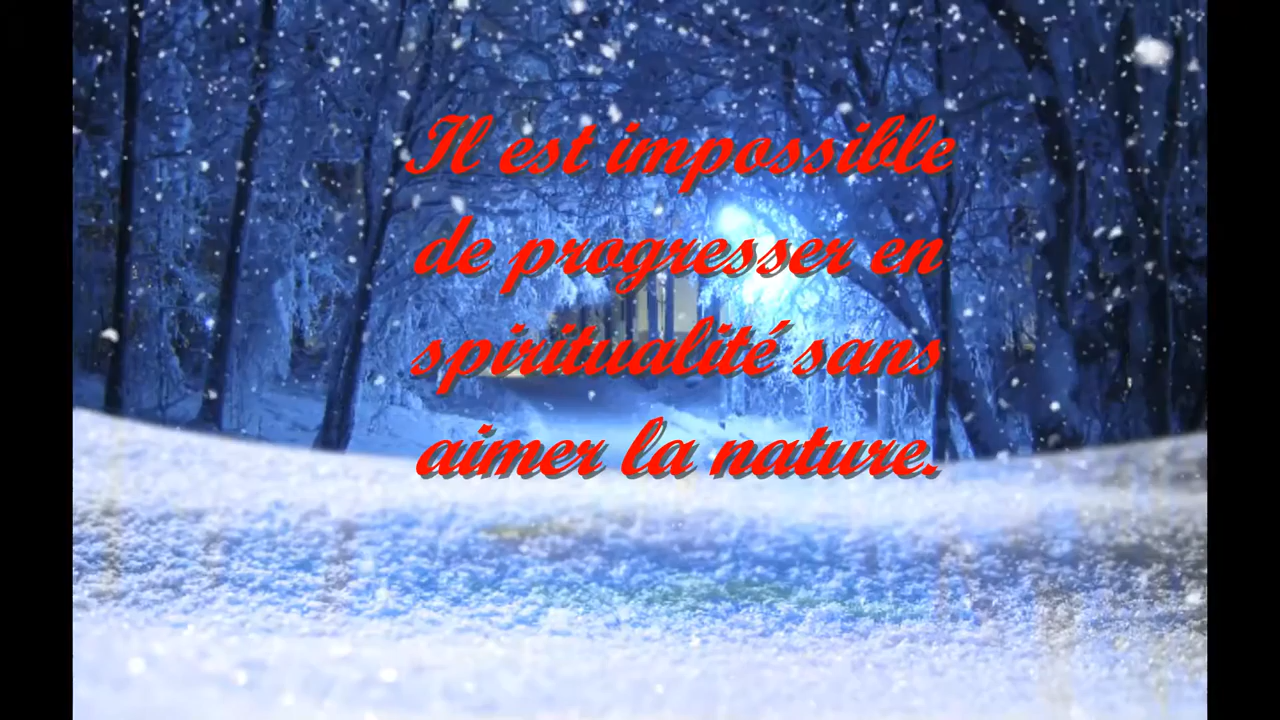 Il est impossible
de progresser en
spiritualité sans
aimer la nature.